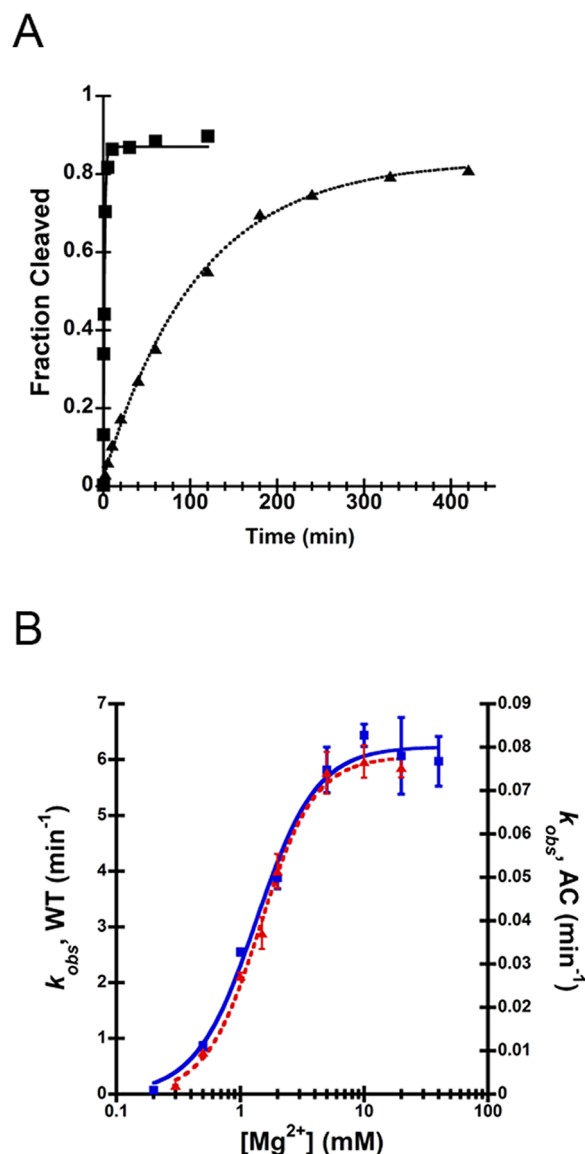 A
1
0.8
0.6
0.4
0.2
0
Fraction Cleaved
0 100 200 300 400
Time (min)
B
7
6
5
4
3
2
1
0
k_obs, WT (min⁻¹)
0.09
0.08
0.07
0.06
0.05
0.04
0.03
0.02
0.01
0
k_obs, AC (min⁻¹)
0.1 1 10 100
[Mg²⁺] (mM)